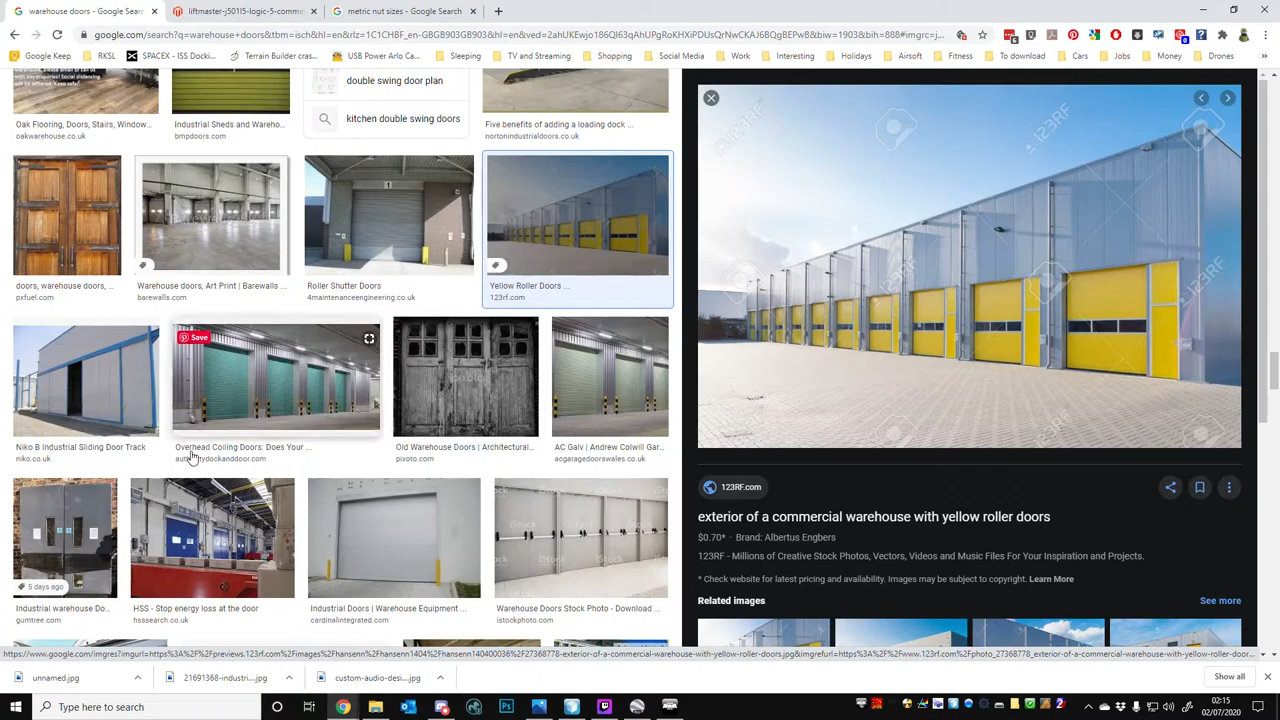 warehouse doors - Google Search
liftmaster-j501l5-logic-5-commer
metric nut sizes - Google Search
google.com/search?q=warehouse+doors&tbm=isch&hl=en&rlz=1C1CHBF_en-GBGB903GB903&hl=en&
Google Keep
RKSL
SPACEX - ISS Docki...
Terrain Builder cras...
USB Power Arlo Ca...
Sleeping
TV and Streaming
Shopping
Social Media
Work
Interesting
Holidays
Airsoft
Floating
To download
Cars
Jobs
Money
Drones
double swing door plan
kitchen double swing doors
Oak Flooring, Doors, Stairs, Window...
oakwarehouse.co.uk
Industrial Sheds and Wareho...
bmpdoors.com
Five benefits of adding a loading dock ...
nortonindustrialdoors.co.uk
1
doors, warehouse doors, ...
pxfuel.com
Warehouse doors, Art Print | Barewalls ...
barewalls.com
Roller Shutter Doors
4maintenanceengineering.co.uk
Yellow Roller Doors ...
123rf.com
Save
Niko B Industrial Sliding Door Track
niko.co.uk
Overhead Coiling Doors: Does Your ...
Old Warehouse Doors | Architectural...
pixoto.com
AC Galv | Andrew Colwill Gar...
acgaragedoorswales.co.uk
5 days ago
Industrial warehouse Do...
gumtree.com
HSS - Stop energy loss at the door
hsssearch.co.uk
Industrial Doors | Warehouse Equipment ...
cardinalintegrated.com
iStock
Warehouse Doors Stock Photo - Download ...
istockphoto.com
123RF
123RF.com
exterior of a commercial warehouse with yellow roller doors
$0.70* · Brand: Albertus Engbers
123RF - Millions of Creative Stock Photos, Vectors, Videos and Music Files For Your Inspiration and Projects.
* Check website for latest pricing and availability. Images may be subject to copyright. Learn More
Related images
See more
unnamed.jpg
21691368-industri....jpg
custom-audio-desi....jpg
Show all
Type here to search
02:15
02/07/2020